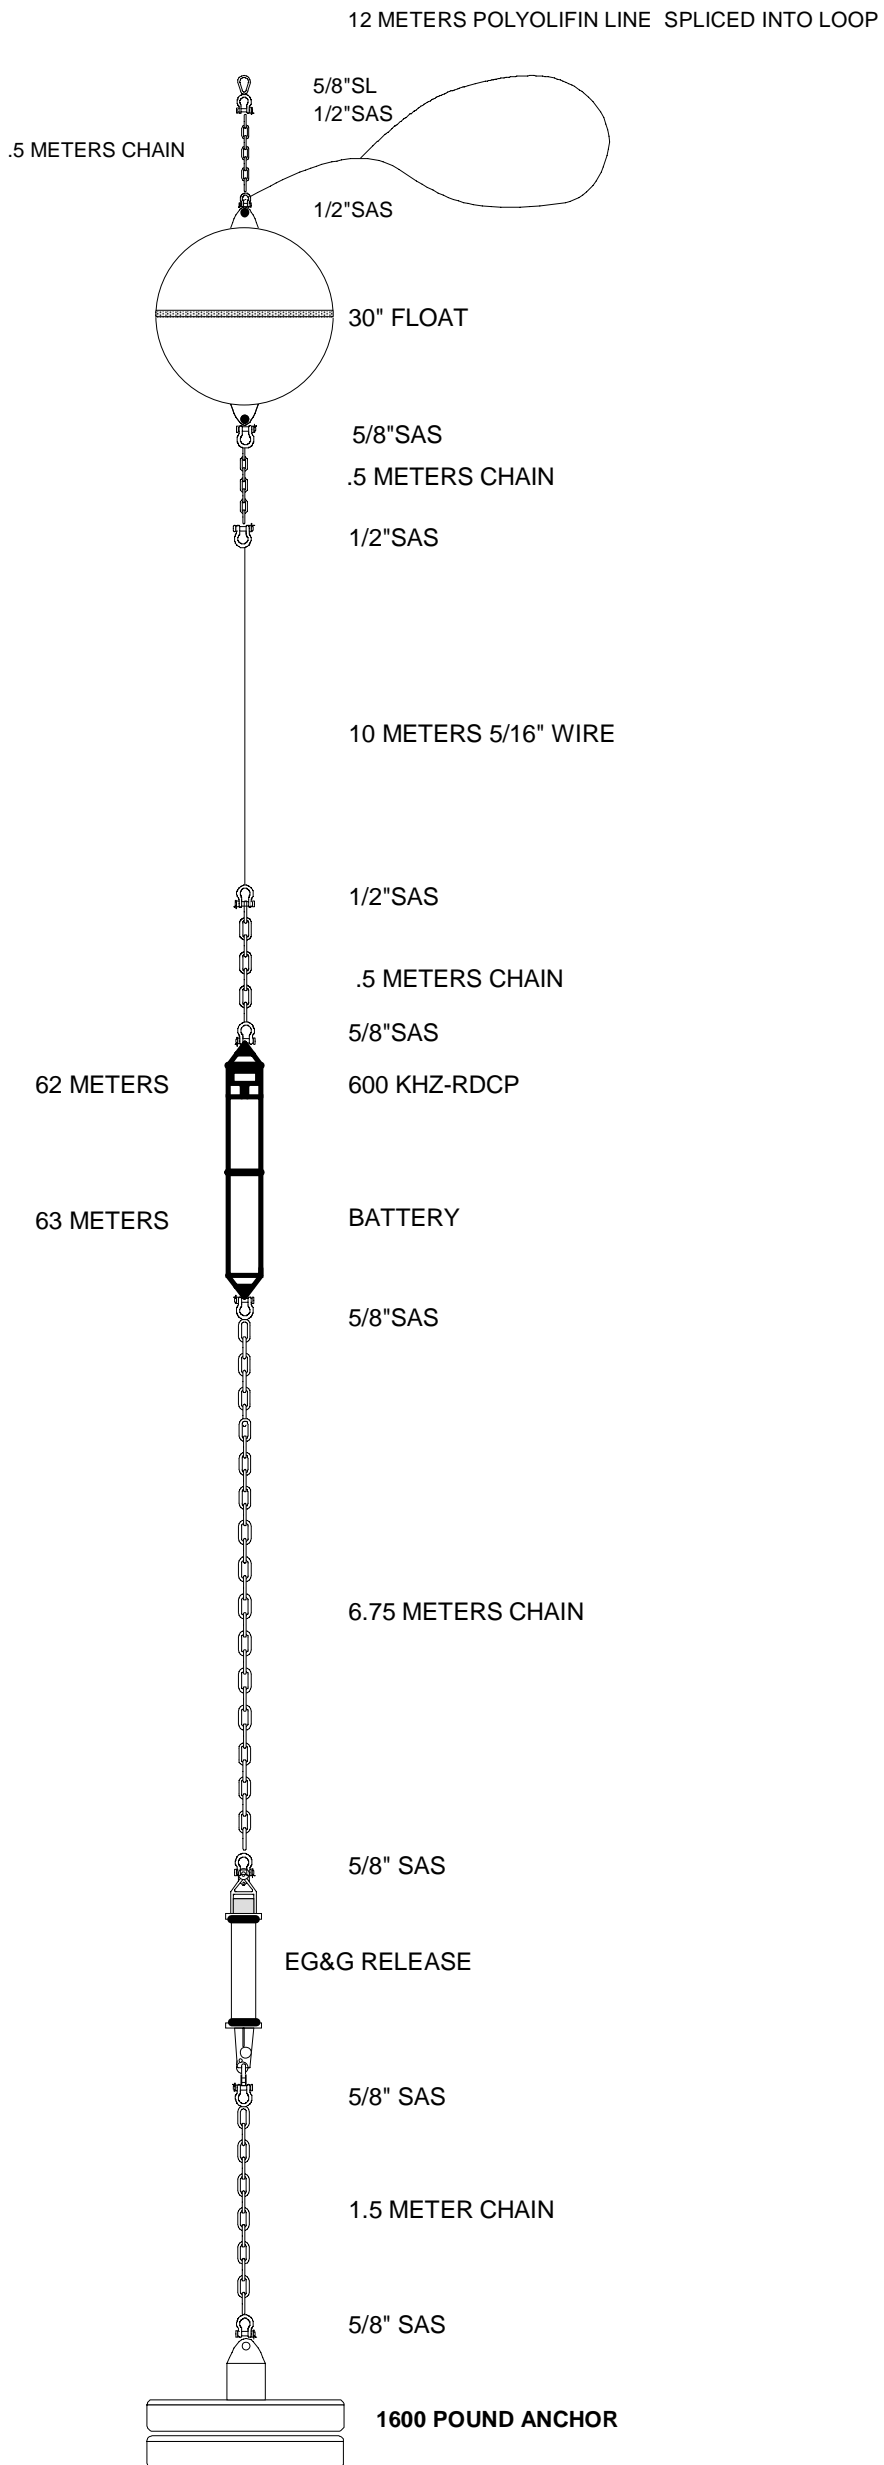 12 METERS POLYOLIFIN LINE  SPLICED INTO LOOP
5/8"SL
1/2"SAS
.5 METERS CHAIN
1/2"SAS
30" FLOAT
5/8"SAS
.5 METERS CHAIN
1/2"SAS
10 METERS 5/16" WIRE
1/2"SAS
.5 METERS CHAIN
5/8"SAS
62 METERS 600 KHZ-RDCP
63 METERS BATTERY
5/8"SAS
6.75 METERS CHAIN
5/8" SAS
EG&G RELEASE
5/8" SAS
1.5 METER CHAIN
5/8" SAS
1600 POUND ANCHOR